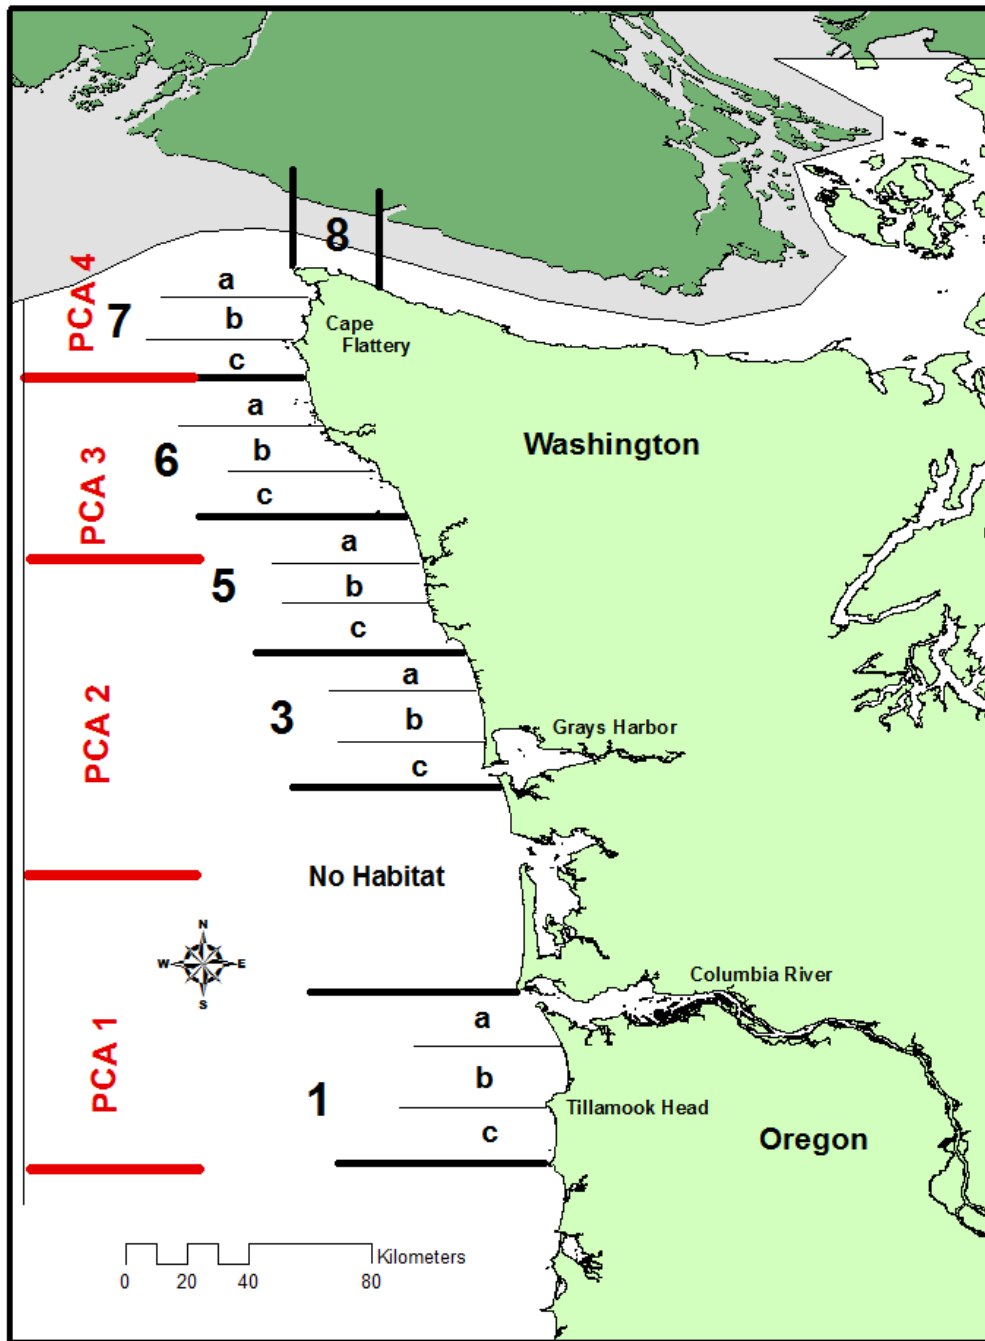 8
PCA 4
a
7
b
Cape
Flattery
c
a
Washington
PCA 3
6
b
c
a
5
b
c
a
PCA 2
3
b
Grays Harbor
c
No Habitat
N
W
E
S
Columbia River
a
PCA 1
b
1
Tillamook Head
c
Oregon
Kilometers
0 20 40 80